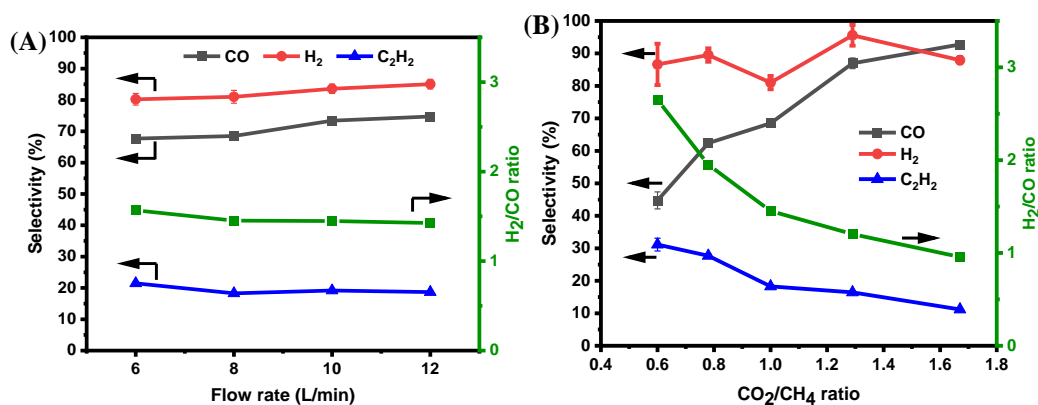 (A)
CO H₂ C₂H₂
Selectivity (%)
100
90
80
70
60
50
40
30
20
10
0
6 8 10 12
Flow rate (L/min)
3
2
1
0
H₂/CO ratio
(B)
Selectivity (%)
100
90
80
70
60
50
40
30
20
10
0
CO
H₂
C₂H₂
0.4 0.6 0.8 1.0 1.2 1.4 1.6 1.8
CO₂/CH₄ ratio
3
2
1
0
H₂/CO ratio